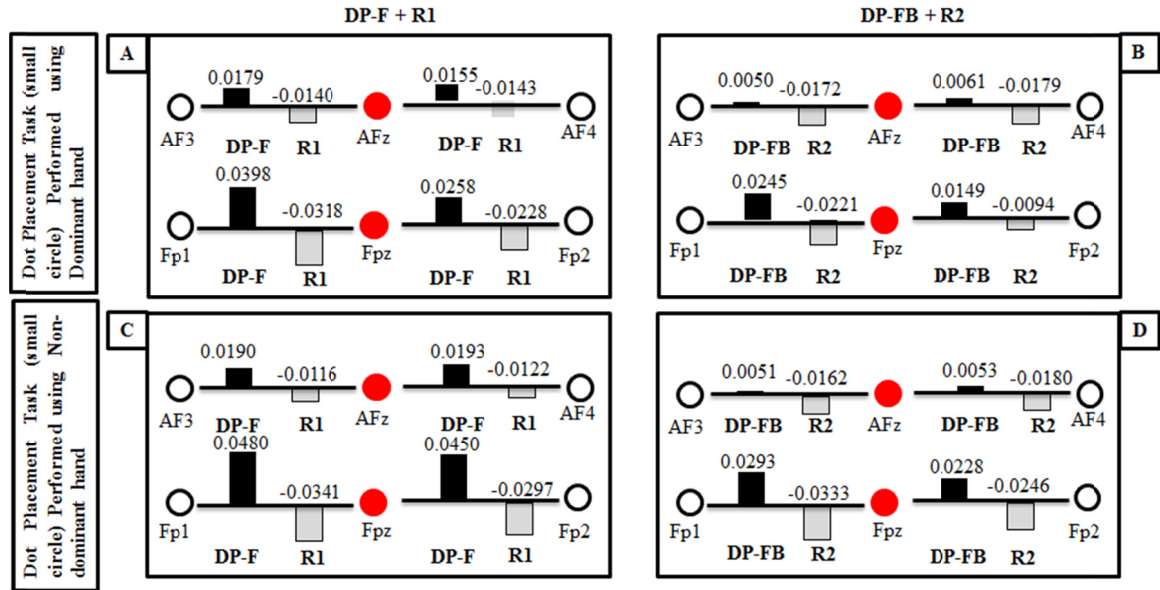 DP-F + R1
DP-FB + R2
Dot Placement Task (small
circle) Performed using
Dominant hand
A
0.0179
-0.0140
0.0155
-0.0143
AF3
DP-F
R1
AFz
DP-F
R1
AF4
0.0398
-0.0318
0.0258
-0.0228
Fp1
DP-F
R1
Fpz
DP-F
R1
Fp2
B
0.0050
-0.0172
0.0061
-0.0179
AF3
DP-FB
R2
AFz
DP-FB
R2
AF4
0.0245
-0.0221
0.0149
-0.0094
Fp1
DP-FB
R2
Fpz
DP-FB
R2
Fp2
Dot Placement Task (small
circle) Performed using Non-
dominant hand
C
0.0190
-0.0116
0.0193
-0.0122
AF3
DP-F
R1
AFz
DP-F
R1
AF4
0.0480
-0.0341
0.0450
-0.0297
Fp1
DP-F
R1
Fpz
DP-F
R1
Fp2
D
0.0051
-0.0162
0.0053
-0.0180
AF3
DP-FB
R2
AFz
DP-FB
R2
AF4
0.0293
-0.0333
0.0228
-0.0246
Fp1
DP-FB
R2
Fpz
DP-FB
R2
Fp2